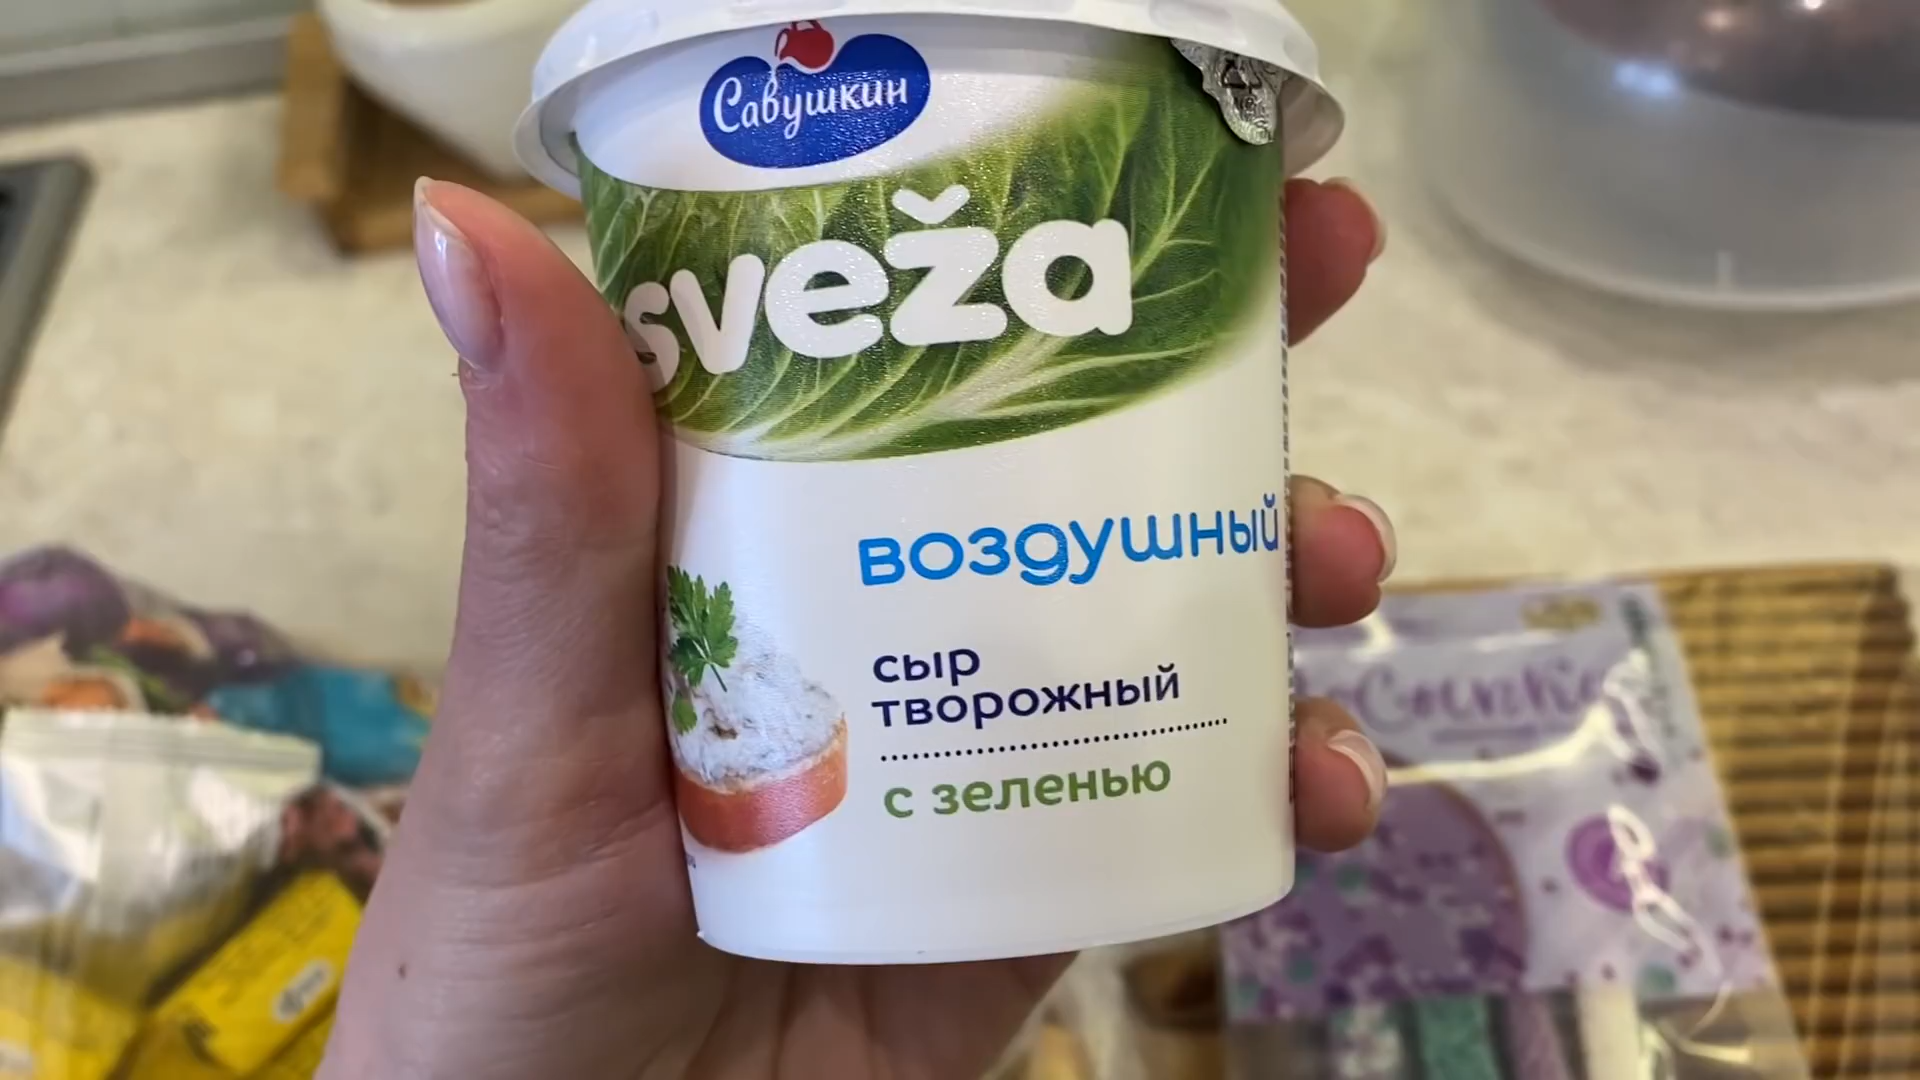 Савушкин
sveža
воздушный
сыр
творожный
с зеленью